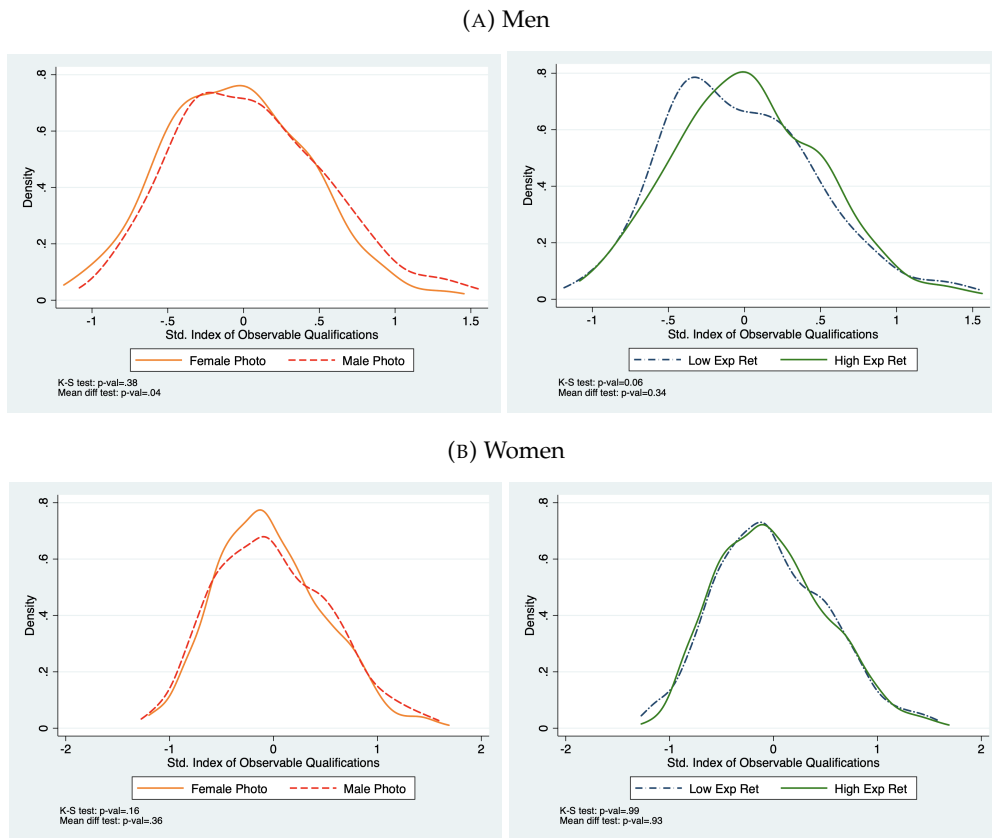 (A) Men
Density
0 .2 .4 .6 .8
-1 -.5 0 .5 1 1.5
Std. Index of Observable Qualifications
Female Photo Male Photo
K-S test: p-val=.38
Mean diff test: p-val=.04
Density
0 .2 .4 .6 .8
-1 -.5 0 .5 1 1.5
Std. Index of Observable Qualifications
Low Exp Ret High Exp Ret
K-S test: p-val=0.06
Mean diff test: p-val=0.34
(B) Women
Density
0 .2 .4 .6 .8
-2 -1 0 1 2
Std. Index of Observable Qualifications
Female Photo Male Photo
K-S test: p-val=.16
Mean diff test: p-val=.36
Density
0 .2 .4 .6 .8
-2 -1 0 1 2
Std. Index of Observable Qualifications
Low Exp Ret High Exp Ret
K-S test: p-val=.99
Mean diff test: p-val=.93